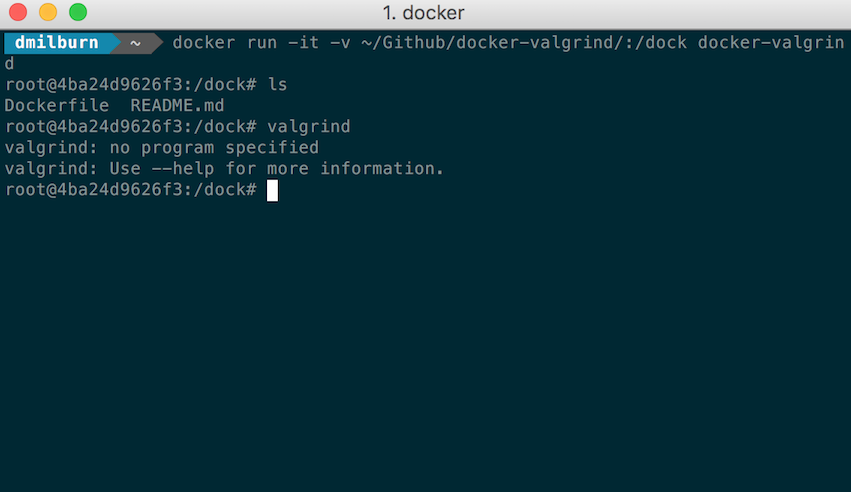 1. docker
dmilburn ~ docker run -it -v ~/Github/docker-valgrind/:/dock docker-valgrin
d
root@4ba24d9626f3:/dock# ls
Dockerfile  README.md
root@4ba24d9626f3:/dock# valgrind
valgrind: no program specified
valgrind: Use --help for more information.
root@4ba24d9626f3:/dock#